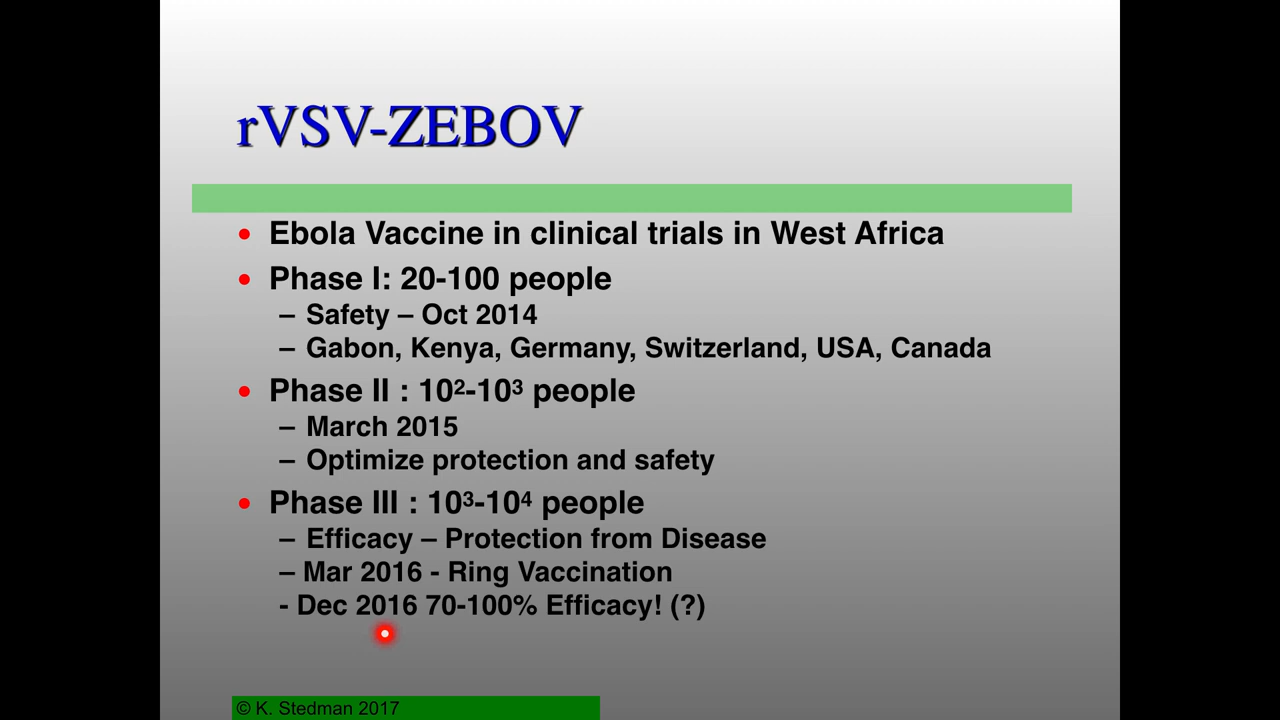 rVSV-ZEBOV
• Ebola Vaccine in clinical trials in West Africa
• Phase I: 20-100 people
– Safety – Oct 2014
– Gabon, Kenya, Germany, Switzerland, USA, Canada
• Phase II : 10²-10³ people
– March 2015
– Optimize protection and safety
• Phase III : 10³-10⁴ people
– Efficacy – Protection from Disease
– Mar 2016 - Ring Vaccination
- Dec 2016 70-100% Efficacy! (?)
© K. Stedman 2017